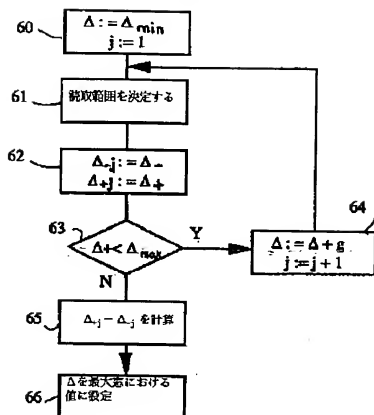 60
Δ := Δmin
j := 1
61
読取範囲を決定する
62
Δ-j := Δ-
Δ+j := Δ+
63
Δ+ < Δmax
Y
N
64
Δ := Δ + g
j := j + 1
65
Δ+j − Δ-j を計算
66
Δを最大窓における
値に設定